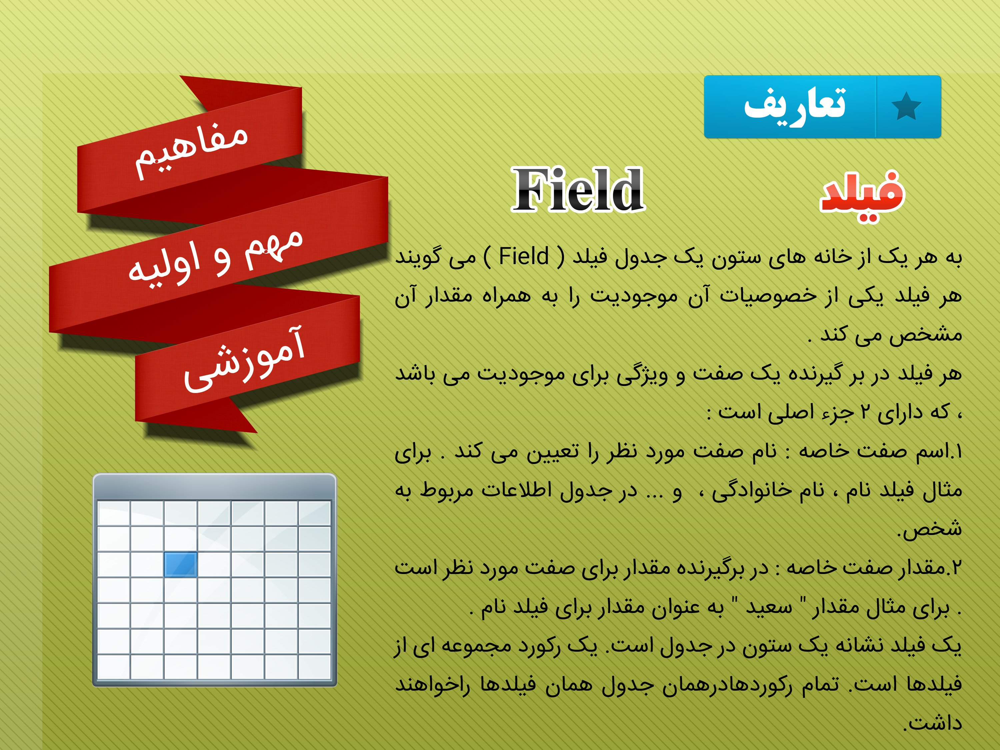 تعاریف
فیلد
Field
مفاهیم
مهم و اولیه
آموزشی
به هر یک از خانه های ستون یک جدول فیلد ( Field ) می گویند
هر فیلد یکی از خصوصیات آن موجودیت را به همراه مقدار آن
مشخص می کند .
هر فیلد در بر گیرنده یک صفت و ویژگی برای موجودیت می باشد
، که دارای ۲ جزء اصلی است :
۱.اسم صفت خاصه : نام صفت مورد نظر را تعیین می کند . برای
مثال فیلد نام ، نام خانوادگی ، و ... در جدول اطلاعات مربوط به
شخص.
۲.مقدار صفت خاصه : در برگیرنده مقدار برای صفت مورد نظر است
. برای مثال مقدار " سعید " به عنوان مقدار برای فیلد نام .
یک فیلد نشانه یک ستون در جدول است. یک رکورد مجموعه ای از
فیلدها است. تمام رکوردهادرهمان جدول همان فیلدها راخواهند
داشت.